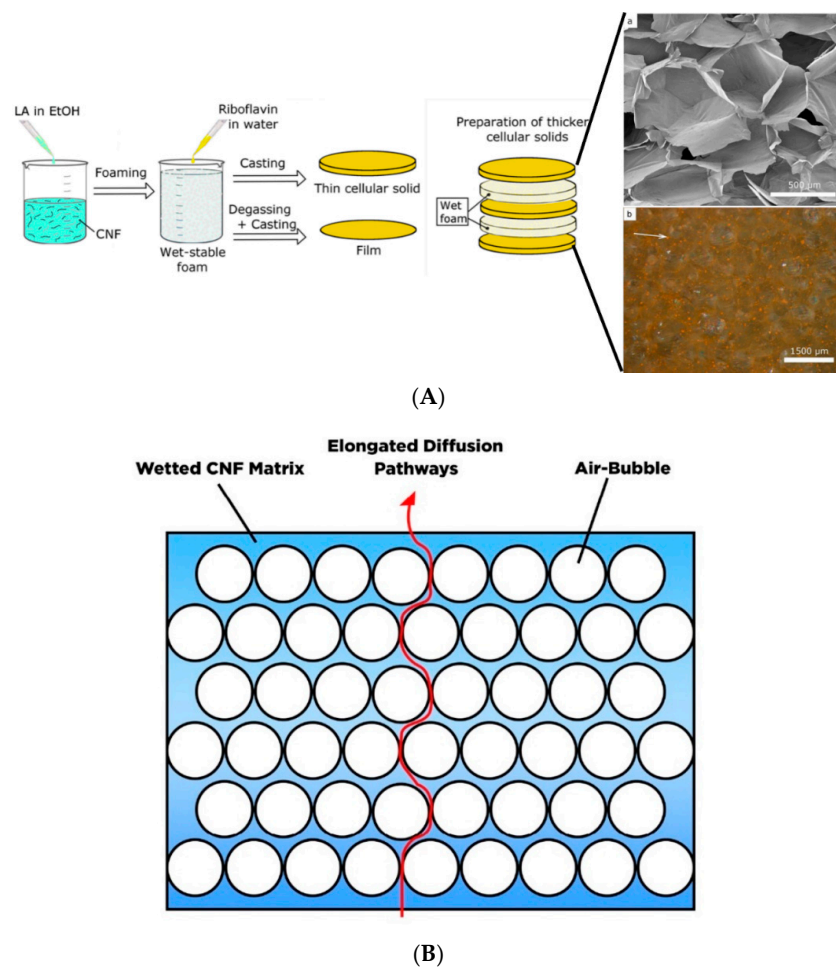 LA in EtOH
Foaming
CNF
Riboflavin
in water
Wet-stable
foam
Casting
Thin cellular solid
Degassing
+ Casting
Film
Preparation of thicker
cellular solids
Wet
foam
a
500 µm
b
1500 µm
(A)
Wetted CNF Matrix
Elongated Diffusion
Pathways
Air-Bubble
(B)